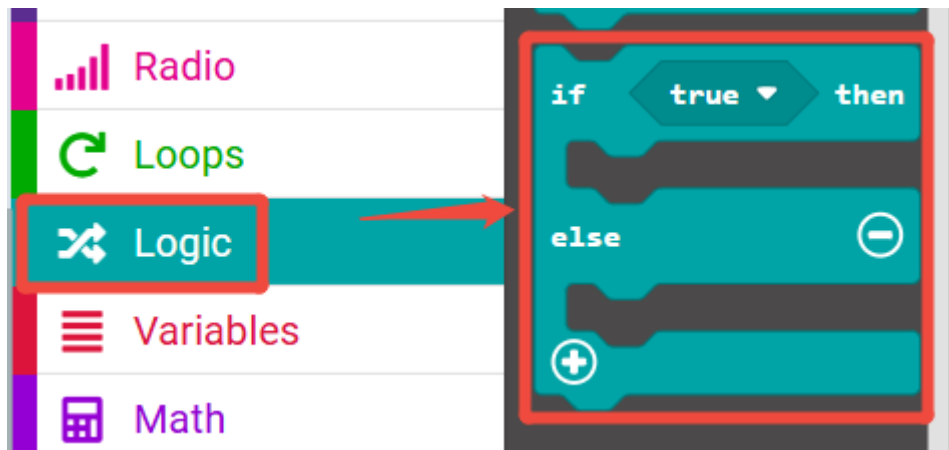 Radio
Loops
Logic
Variables
Math
if true then
else